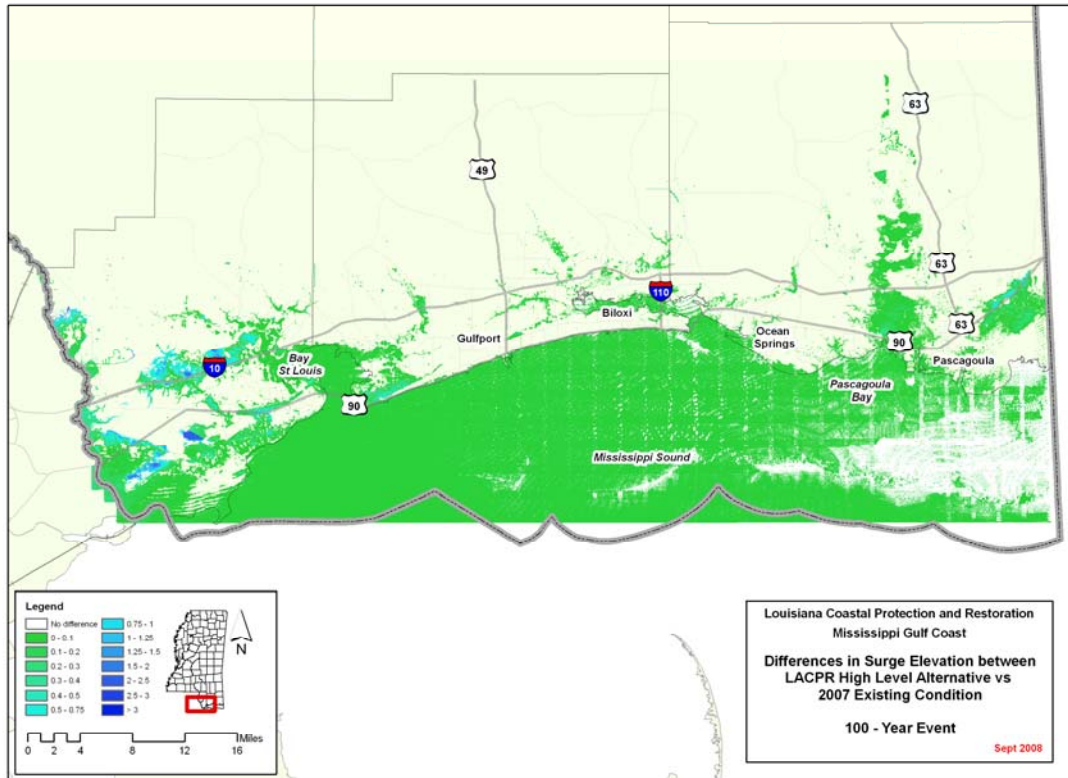 63
49
63
110
Biloxi
Gulfport
Ocean
Springs
63
90
Pascagoula
10
Bay
St Louis
90
Pascagoula
Bay
Mississippi Sound
Legend
No difference
0 - 0.1
0.1 - 0.2
0.2 - 0.3
0.3 - 0.4
0.4 - 0.5
0.5 - 0.75
0.75 - 1
1 - 1.25
1.25 - 1.5
1.5 - 2
2 - 2.5
2.5 - 3
> 3
N
Miles
0 2 4 8 12 16
Louisiana Coastal Protection and Restoration
Mississippi Gulf Coast
Differences in Surge Elevation between
LACPR High Level Alternative vs
2007 Existing Condition
100 - Year Event
Sept 2008